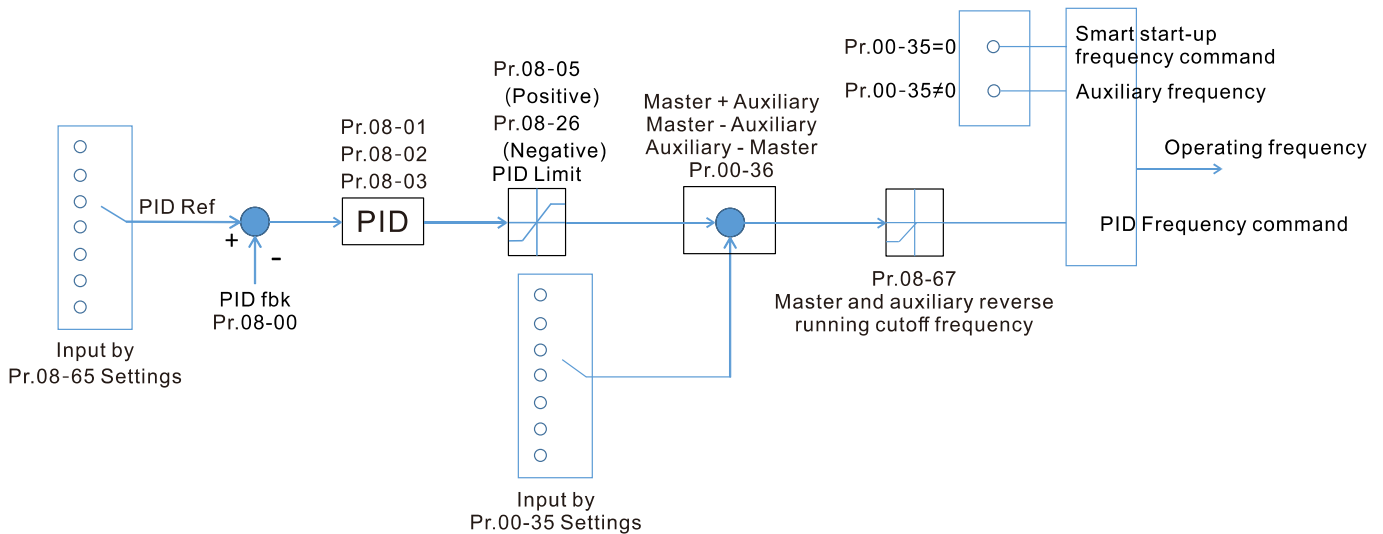 Pr.00-35=0
Pr.00-35≠0
Smart start-up
frequency command
Auxiliary frequency
Operating frequency
PID Frequency command
Pr.08-05
(Positive)
Pr.08-26
(Negative)
PID Limit
Master + Auxiliary
Master - Auxiliary
Auxiliary - Master
Pr.00-36
Pr.08-01
Pr.08-02
Pr.08-03
PID
PID Ref
+
-
PID fbk
Pr.08-00
Input by
Pr.08-65 Settings
Pr.08-67
Master and auxiliary reverse
running cutoff frequency
Input by
Pr.00-35 Settings